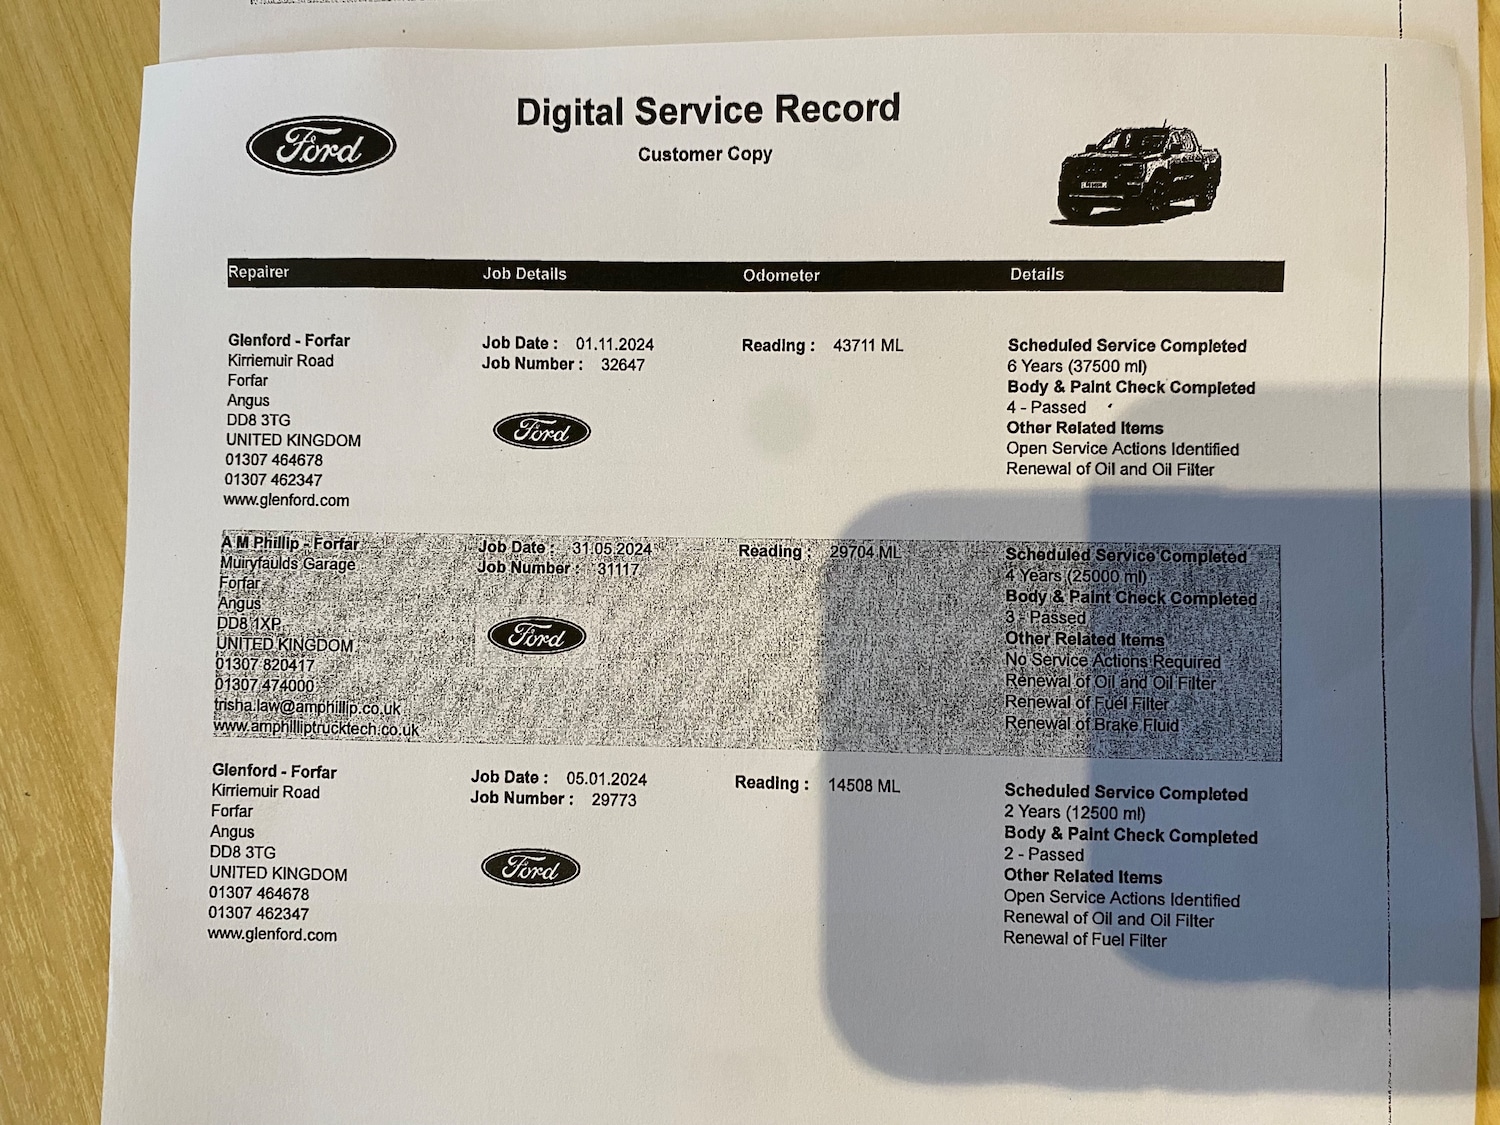 Ford
Digital Service Record
Customer Copy
Repairer Job Details Odometer Details
Glenford - Forfar
Kirriemuir Road
Forfar
Angus
DD8 3TG
UNITED KINGDOM
01307 464678
01307 462347
www.glenford.com
Job Date : 01.11.2024
Job Number : 32647
Ford
Reading : 43711 ML
Scheduled Service Completed
6 Years (37500 ml)
Body & Paint Check Completed
4 - Passed
Other Related Items
Open Service Actions Identified
Renewal of Oil and Oil Filter
A M Phillip - Forfar
Muiryfaulds Garage
Forfar
Angus
DD8 1XP
UNITED KINGDOM
01307 820417
01307 474000
trisha.law@amphillip.co.uk
www.amphilliptrucktech.co.uk
Job Date : 31.05.2024
Job Number : 31117
Ford
Reading : 29704 ML
Scheduled Service Completed
4 Years (25000 ml)
Body & Paint Check Completed
3 - Passed
Other Related Items
No Service Actions Required
Renewal of Oil and Oil Filter
Renewal of Fuel Filter
Renewal of Brake Fluid
Glenford - Forfar
Kirriemuir Road
Forfar
Angus
DD8 3TG
UNITED KINGDOM
01307 464678
01307 462347
www.glenford.com
Job Date : 05.01.2024
Job Number : 29773
Ford
Reading : 14508 ML
Scheduled Service Completed
2 Years (12500 ml)
Body & Paint Check Completed
2 - Passed
Other Related Items
Open Service Actions Identified
Renewal of Oil and Oil Filter
Renewal of Fuel Filter